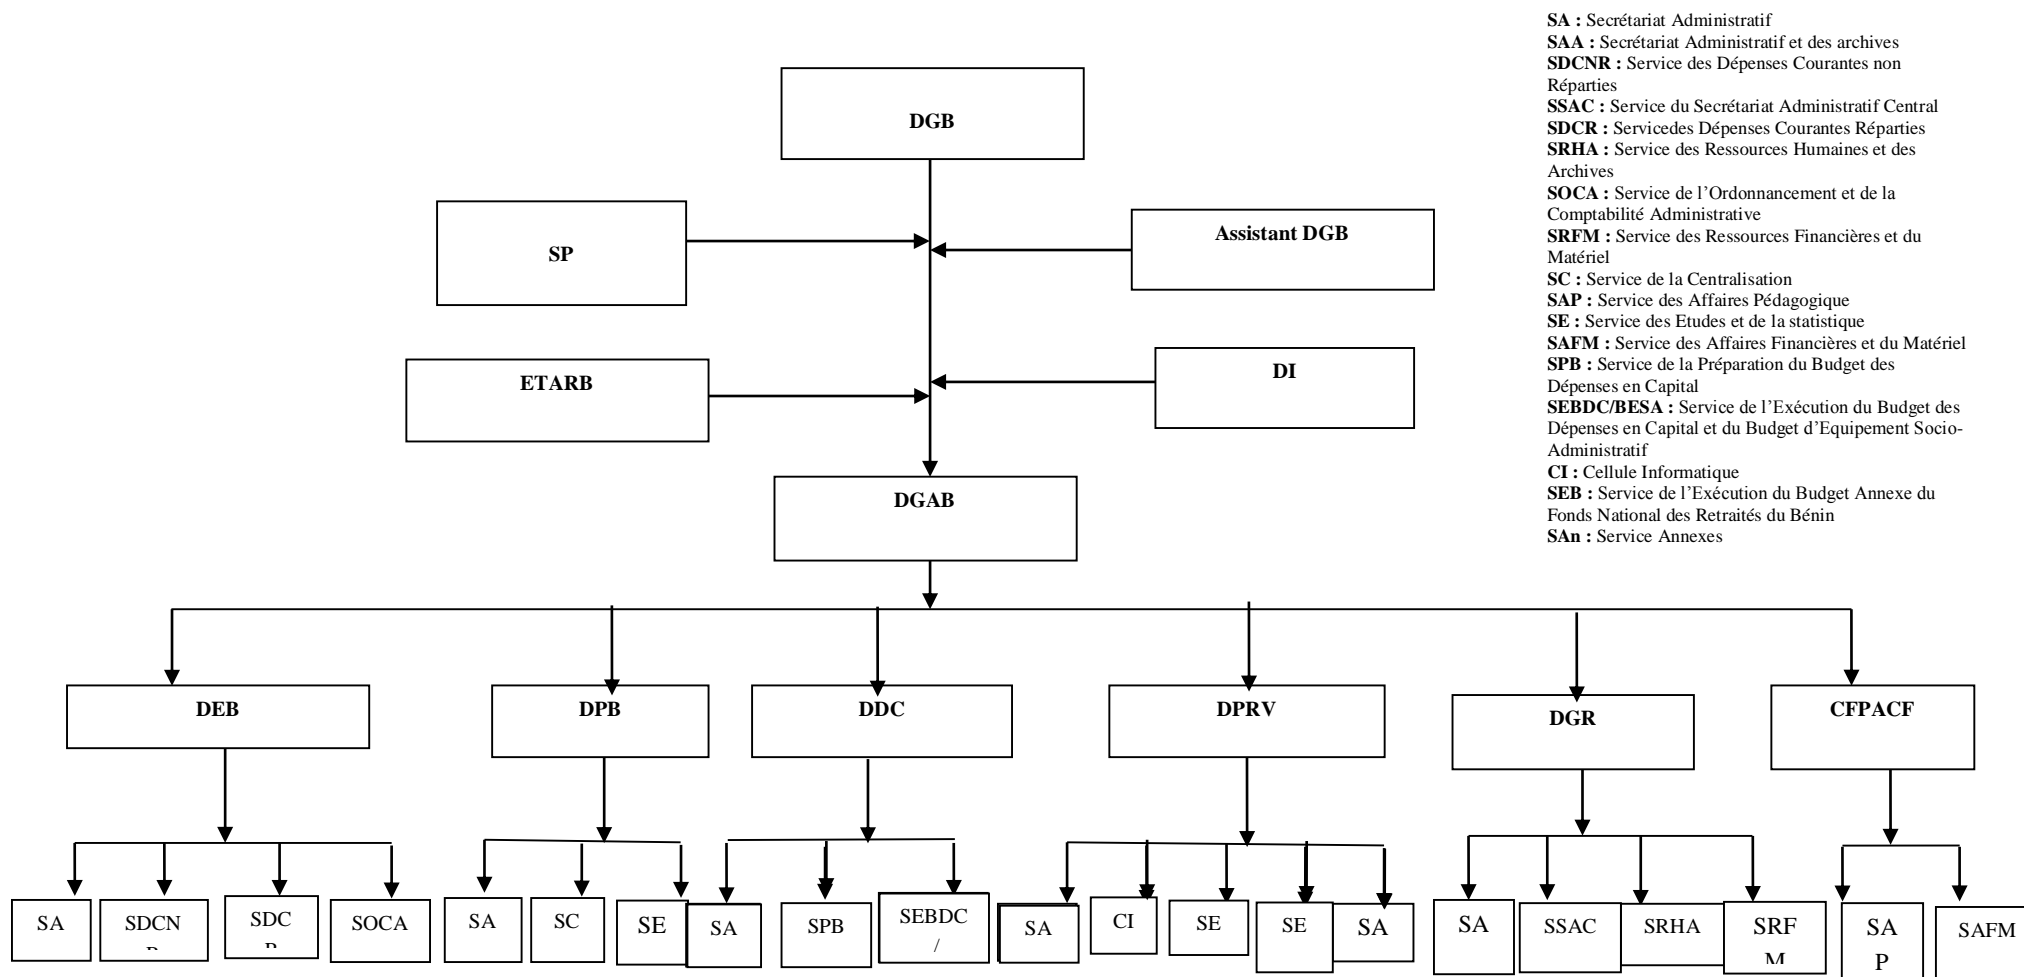 SA : Secrétariat Administratif
SAA : Secrétariat Administratif et des archives
SDCNR : Service des Dépenses Courantes non
Réparties
SSAC : Service du Secrétariat Administratif Central
SDCR : Servicedes Dépenses Courantes Réparties
SRHA : Service des Ressources Humaines et des
Archives
SOCA : Service de l’Ordonnancement et de la
Comptabilité Administrative
SRFM : Service des Ressources Financières et du
Matériel
SC : Service de la Centralisation
SAP : Service des Affaires Pédagogique
SE : Service des Etudes et de la statistique
SAFM : Service des Affaires Financières et du Matériel
SPB : Service de la Préparation du Budget des
Dépenses en Capital
SEBDC/BESA : Service de l’Exécution du Budget des
Dépenses en Capital et du Budget d’Equipement Socio-
Administratif
CI : Cellule Informatique
SEB : Service de l’Exécution du Budget Annexe du
Fonds National des Retraités du Bénin
SAn : Service Annexes
DGB
SP
Assistant DGB
ETARB
DI
DGAB
DEB
DPB
DDC
DPRV
DGR
CFPACF
SA
SDCN
SDC
SOCA
SA
SC
SE
SA
SPB
SEBDC
/
SA
CI
SE
SE
SA
SA
SSAC
SRHA
SRF
M
SA
P
SAFM